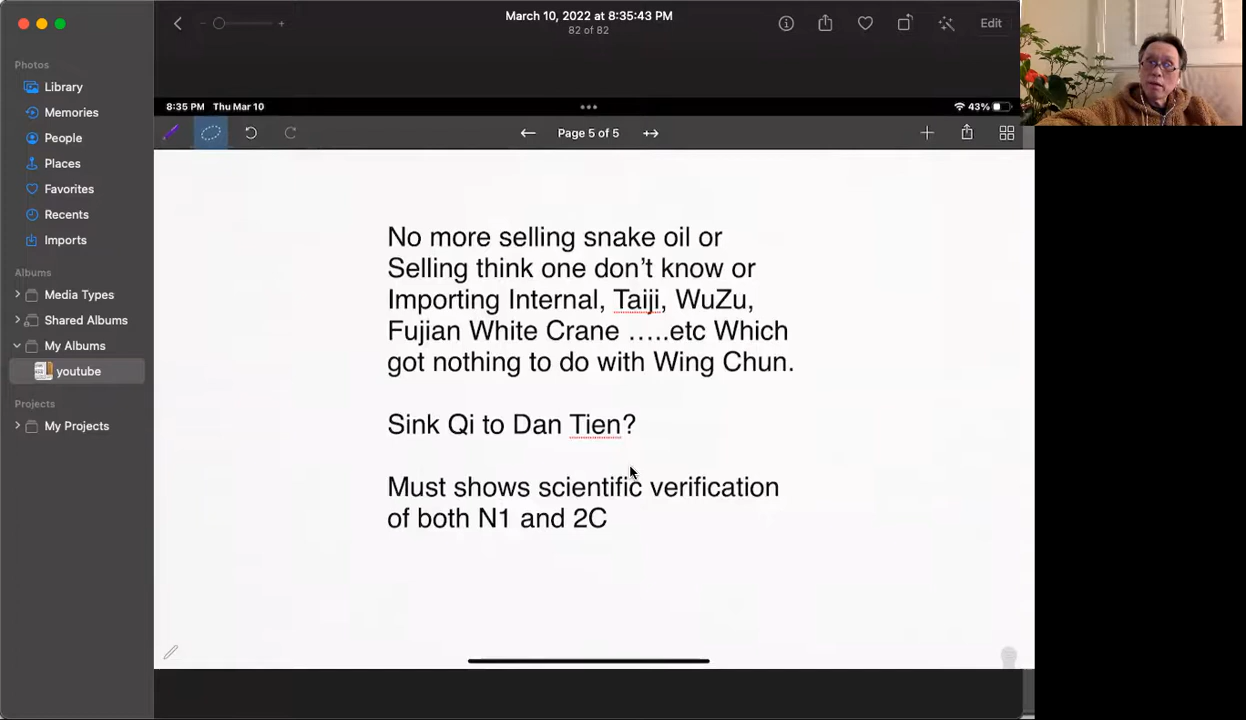 March 10, 2022 at 8:35:43 PM
82 of 82
Edit
Photos
Library
Memories
People
Places
Favorites
Recents
Imports
Albums
Media Types
Shared Albums
My Albums
youtube
Projects
My Projects
8:35 PM Thu Mar 10
43%
Page 5 of 5
No more selling snake oil or
Selling think one don’t know or
Importing Internal, Taiji, WuZu,
Fujian White Crane …..etc Which
got nothing to do with Wing Chun.
Sink Qi to Dan Tien?
Must shows scientific verification
of both N1 and 2C